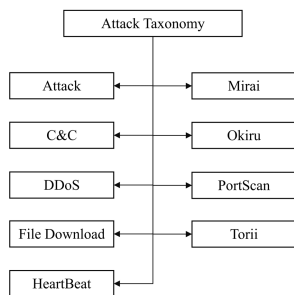 Attack Taxonomy
Attack
Mirai
C&C
Okiru
DDoS
PortScan
File Download
Torii
HeartBeat